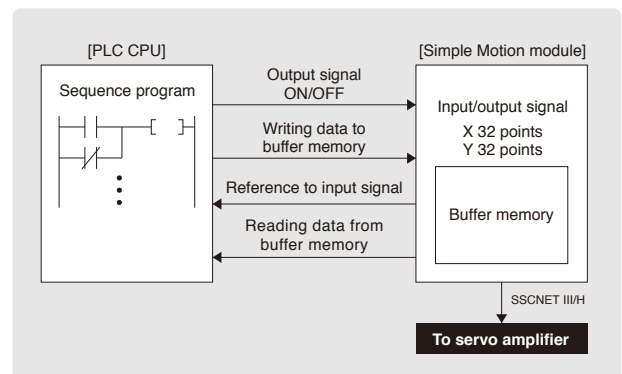 [PLC CPU]
[Simple Motion module]
Sequence program
Output signal
ON/OFF
Writing data to
buffer memory
Reference to input signal
Reading data from
buffer memory
Input/output signal
X 32 points
Y 32 points
Buffer memory
SSCNET III/H
To servo amplifier